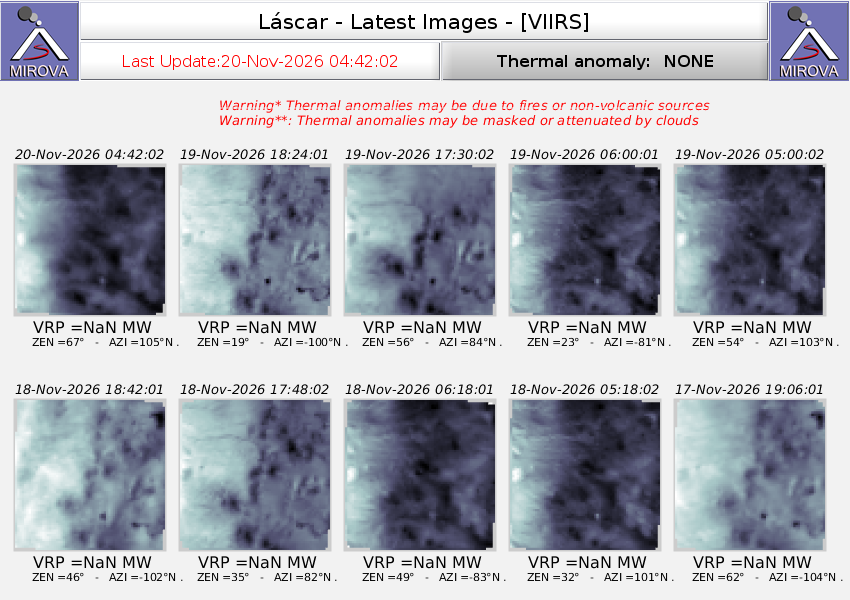 Láscar - Latest Images - [VIIRS]
MIROVA
Last Update:20-Nov-2026 04:42:02
Thermal anomaly: NONE
MIROVA
Warning* Thermal anomalies may be due to fires or non-volcanic sources
Warning**: Thermal anomalies may be masked or attenuated by clouds
20-Nov-2026 04:42:02 19-Nov-2026 18:24:01 19-Nov-2026 17:30:02 19-Nov-2026 06:00:01 19-Nov-2026 05:00:02
VRP =NaN MW VRP =NaN MW VRP =NaN MW VRP =NaN MW VRP =NaN MW
ZEN =67° - AZI =105°N . ZEN =19° - AZI =-100°N . ZEN =56° - AZI =84°N . ZEN =23° - AZI =-81°N . ZEN =54° - AZI =103°N .
18-Nov-2026 18:42:01 18-Nov-2026 17:48:02 18-Nov-2026 06:18:01 18-Nov-2026 05:18:02 17-Nov-2026 19:06:01
VRP =NaN MW VRP =NaN MW VRP =NaN MW VRP =NaN MW VRP =NaN MW
ZEN =46° - AZI =-102°N . ZEN =35° - AZI =82°N . ZEN =49° - AZI =-83°N . ZEN =32° - AZI =101°N . ZEN =62° - AZI =-104°N .